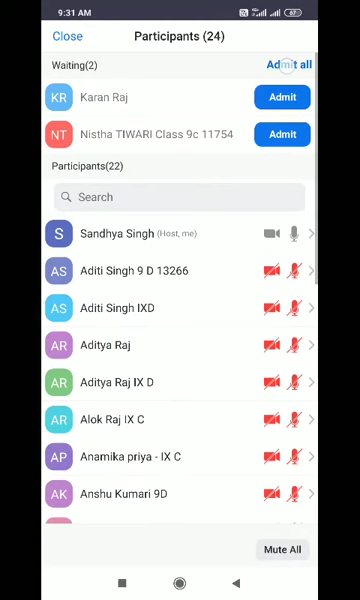 9:31 AM
67
Close
Participants (24)
Waiting(2)
Admit all
KR
Karan Raj
Admit
NT
Nistha TIWARI Class 9c 11754
Admit
Participants(22)
Search
S
Sandhya Singh (Host, me)
AS
Aditi Singh 9 D 13266
AS
Aditi Singh IXD
AR
Aditya Raj
AR
Aditya Raj IX D
AR
Alok Raj IX C
AP
Anamika priya - IX C
AK
Anshu Kumari 9D
Mute All